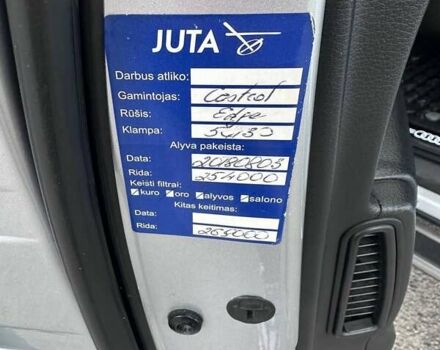 JUTA
Darbus atliko:
Gamintojas: Castrol
Rūšis: Edge
Klampa: 5w30
Alyva pakeista:
Data: 20180803
Rida: 254000
Keisti filtrai:
kuro oro alyvos salono
Kitas keitimas:
Data:
Rida: 264000